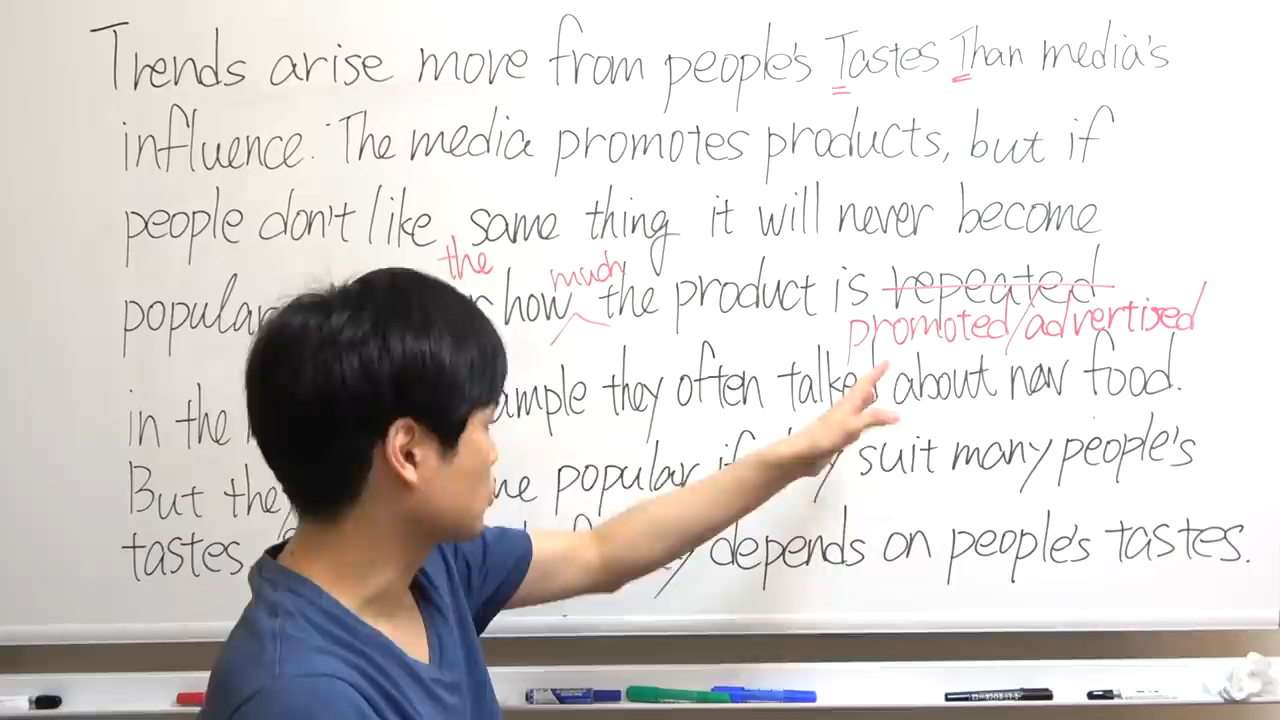 Trends arise more from people's Tastes Than media's
influence. The media promotes products, but if
people don't like same thing it will never become
the much
popular how the product is repeated
promoted/advertised
in the they often talked about new food.
But popular if suit many people's
tastes depends on people's tastes.